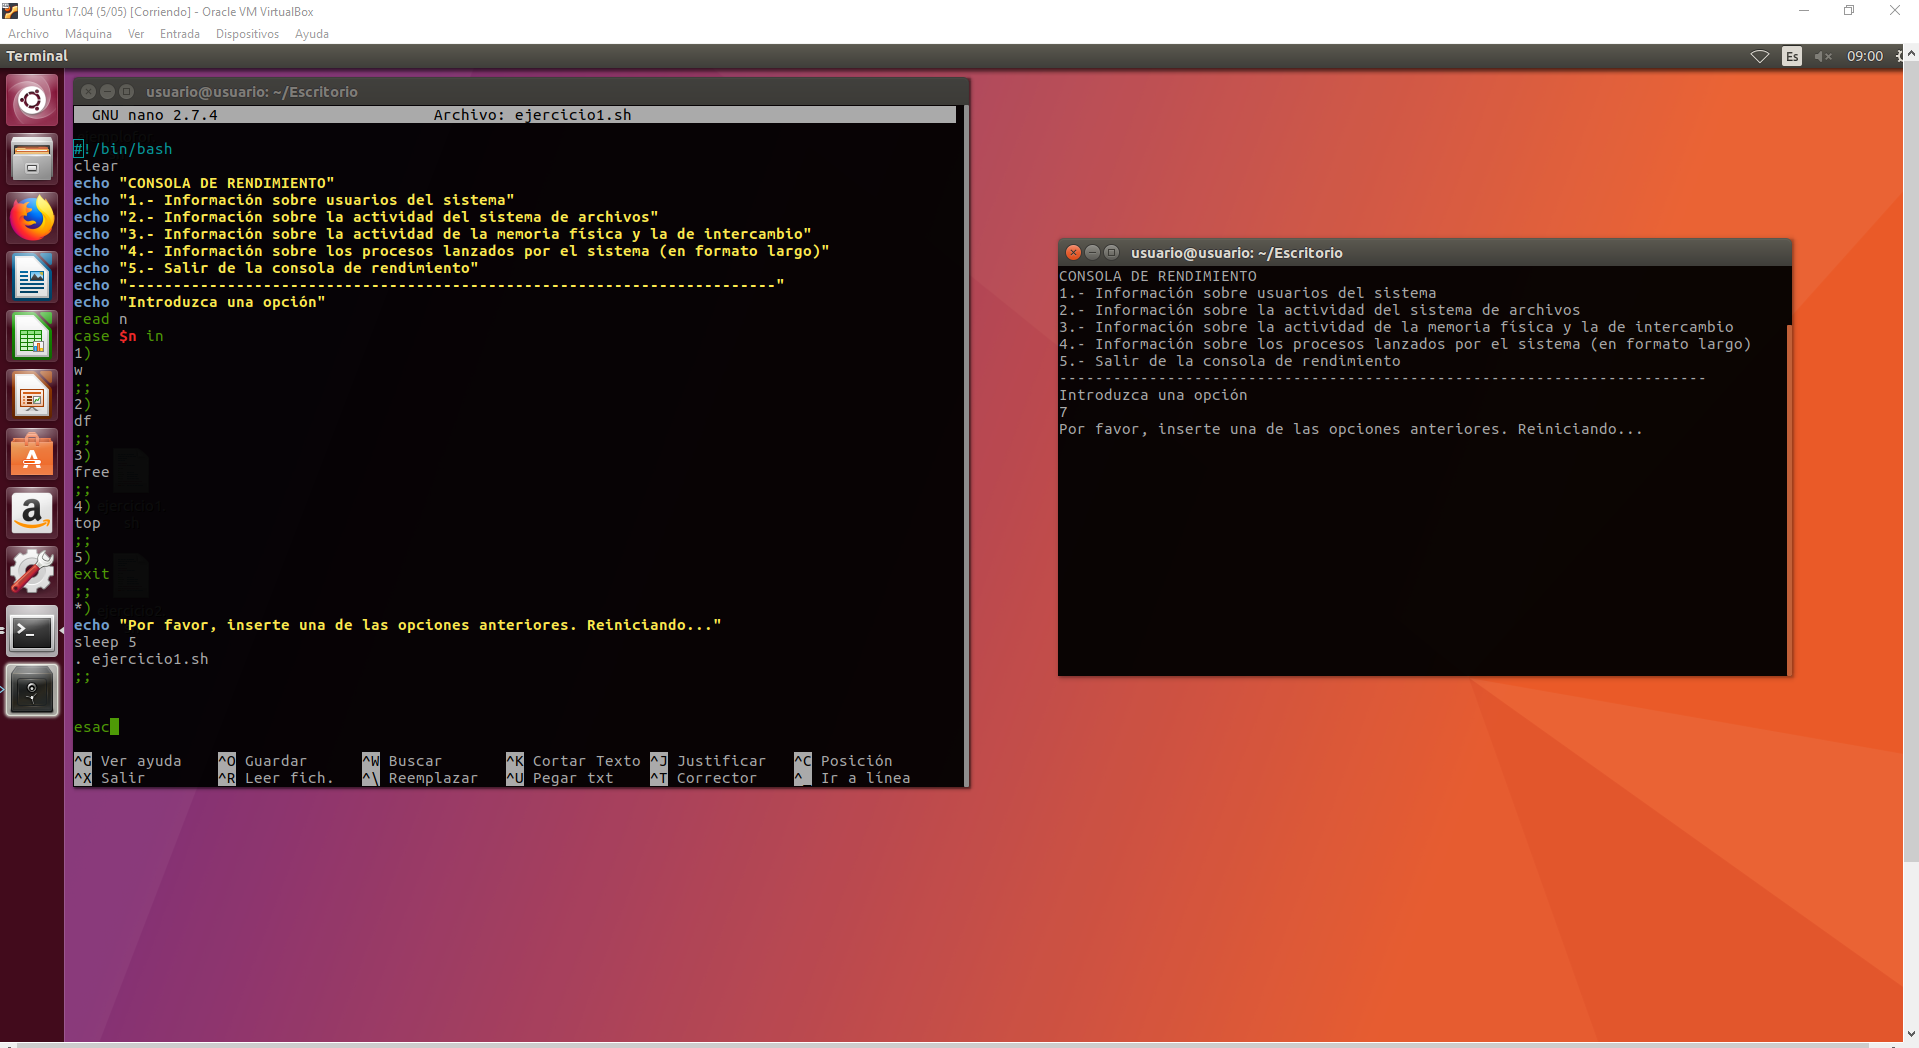 Ubuntu 17.04 (5/05) [Corriendo] - Oracle VM VirtualBox
Archivo Máquina Ver Entrada Dispositivos Ayuda
Terminal
Es
09:00
usuario@usuario: ~/Escritorio
GNU nano 2.7.4 Archivo: ejercicio1.sh
#!/bin/bash
clear
echo "CONSOLA DE RENDIMIENTO"
echo "1.- Información sobre usuarios del sistema"
echo "2.- Información sobre la actividad del sistema de archivos"
echo "3.- Información sobre la actividad de la memoria física y la de intercambio"
echo "4.- Información sobre los procesos lanzados por el sistema (en formato largo)"
echo "5.- Salir de la consola de rendimiento"
echo "------------------------------------------------------------------------"
echo "Introduzca una opción"
read n
case $n in
1)
w
;;
2)
df
;;
3)
free
;;
4)
top
;;
5)
exit
;;
*)
echo "Por favor, inserte una de las opciones anteriores. Reiniciando..."
sleep 5
. ejercicio1.sh
;;
esac
^G Ver ayuda ^O Guardar ^W Buscar ^K Cortar Texto ^J Justificar ^C Posición
^X Salir ^R Leer fich. ^\ Reemplazar ^U Pegar txt ^T Corrector ^_ Ir a línea
usuario@usuario: ~/Escritorio
CONSOLA DE RENDIMIENTO
1.- Información sobre usuarios del sistema
2.- Información sobre la actividad del sistema de archivos
3.- Información sobre la actividad de la memoria física y la de intercambio
4.- Información sobre los procesos lanzados por el sistema (en formato largo)
5.- Salir de la consola de rendimiento
------------------------------------------------------------------------
Introduzca una opción
7
Por favor, inserte una de las opciones anteriores. Reiniciando...